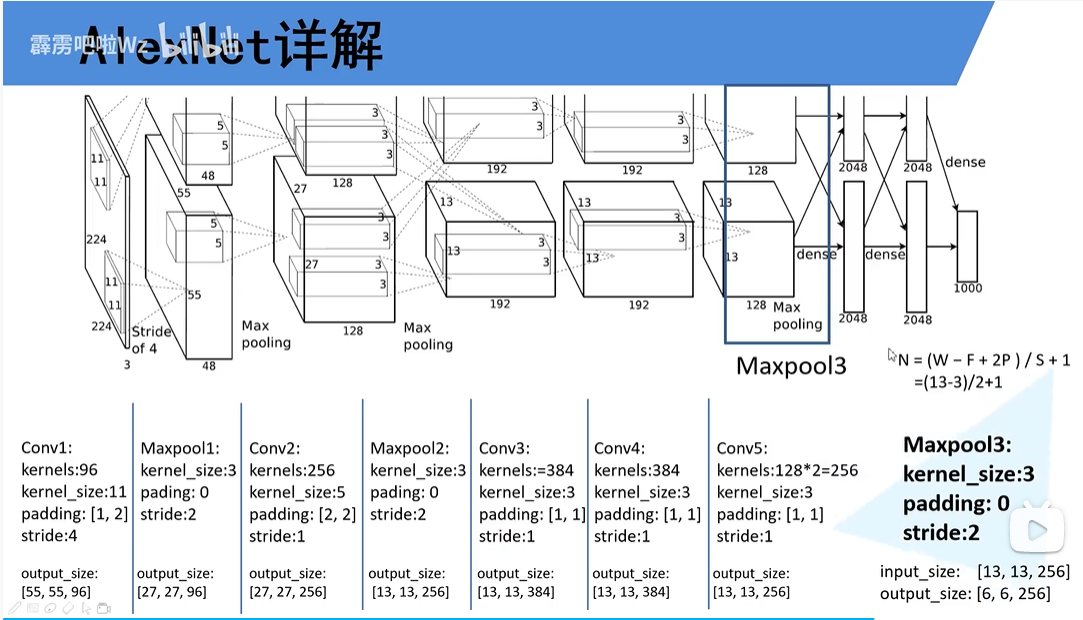 AlexNet详解
霹雳吧啦Wz bilibili
11
11
224
11
11
224
3
Stride
of 4
5
5
48
55
5
5
55
48
Max
pooling
3
3
3
128
27
3
3
27
3
3
128
Max
pooling
3
3
192
13
3
13
3
192
3
3
192
13
3
3
13
192
128
13
13
128
Max
pooling
dense
dense
dense
2048
2048
2048
2048
1000
Maxpool3
N = (W − F + 2P ) / S + 1
=(13-3)/2+1
Conv1:
kernels:96
kernel_size:11
padding: [1, 2]
stride:4
output_size:
[55, 55, 96]
Maxpool1:
kernel_size:3
pading: 0
stride:2
output_size:
[27, 27, 96]
Conv2:
kernels:256
kernel_size:5
padding: [2, 2]
stride:1
output_size:
[27, 27, 256]
Maxpool2:
kernel_size:3
pading: 0
stride:2
output_size:
[13, 13, 256]
Conv3:
kernels:=384
kernel_size:3
padding: [1, 1]
stride:1
output_size:
[13, 13, 384]
Conv4:
kernels:384
kernel_size:3
padding: [1, 1]
stride:1
output_size:
[13, 13, 384]
Conv5:
kernels:128*2=256
kernel_size:3
padding: [1, 1]
stride:1
output_size:
[13, 13, 256]
Maxpool3:
kernel_size:3
padding: 0
stride:2
input_size: [13, 13, 256]
output_size: [6, 6, 256]